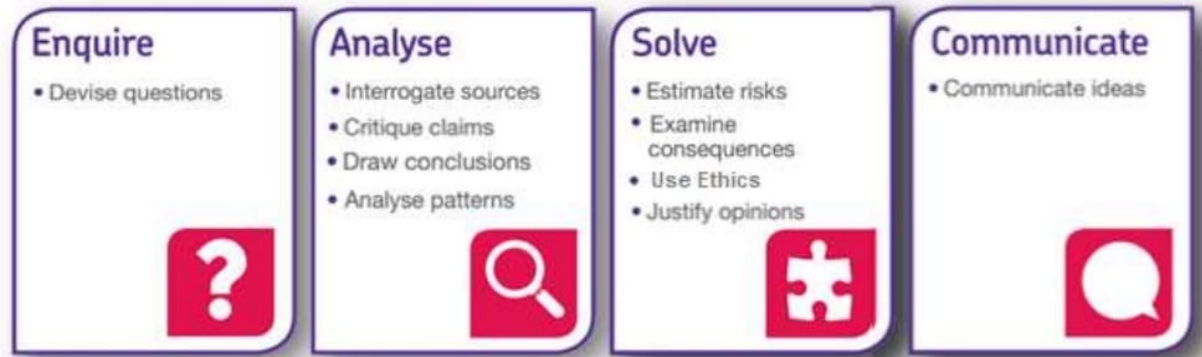 Enquire
• Devise questions
Analyse
• Interrogate sources
• Critique claims
• Draw conclusions
• Analyse patterns
Solve
• Estimate risks
• Examine
consequences
• Use Ethics
• Justify opinions
Communicate
• Communicate ideas
?